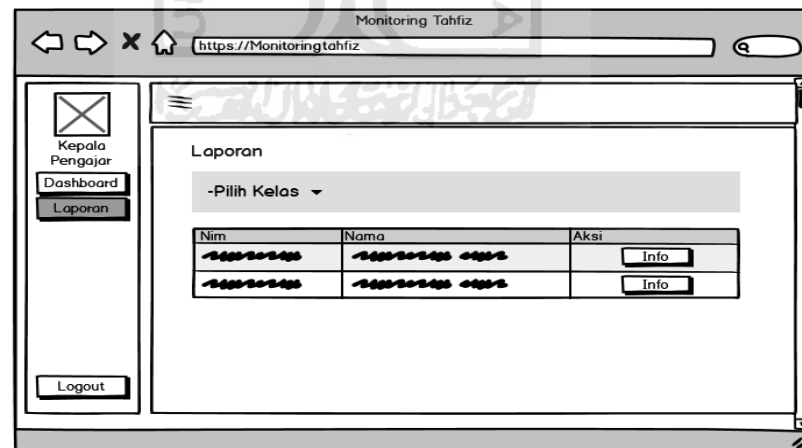 Monitoring Tahfiz
https://Monitoringtahfiz
Kepala
Pengajar
Dashboard
Laporan
Logout
Laporan
-Pilih Kelas
Nim Nama Aksi
Info
Info